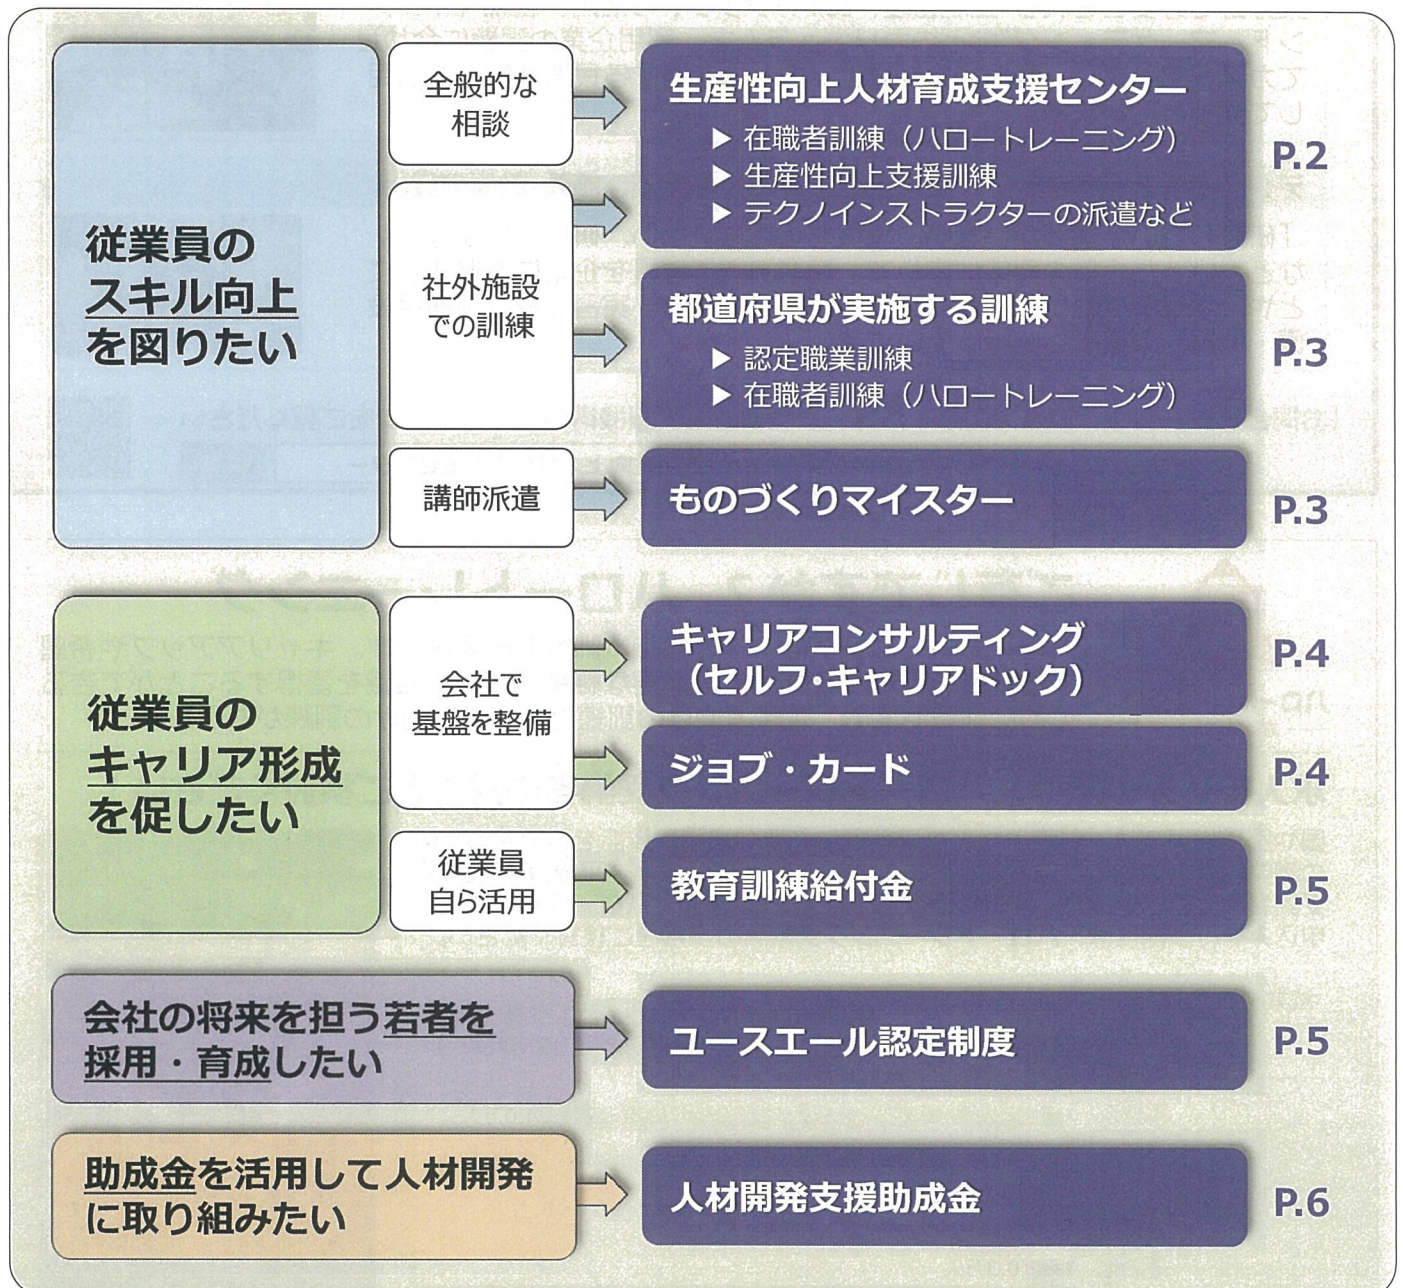 従業員の
スキル向上
を図りたい
全般的な
相談
生産性向上人材育成支援センター
▶ 在職者訓練（ハロートレーニング）
▶ 生産性向上支援訓練
▶ テクノインストラクターの派遣など
P.2
社外施設
での訓練
都道府県が実施する訓練
▶ 認定職業訓練
▶ 在職者訓練（ハロートレーニング）
P.3
講師派遣
ものづくりマイスター
P.3
従業員の
キャリア形成
を促したい
会社で
基盤を整備
キャリアコンサルティング
（セルフ・キャリアドック）
P.4
ジョブ・カード
P.4
従業員
自ら活用
教育訓練給付金
P.5
会社の将来を担う若者を
採用・育成したい
ユースエール認定制度
P.5
助成金を活用して人材開発
に取り組みたい
人材開発支援助成金
P.6